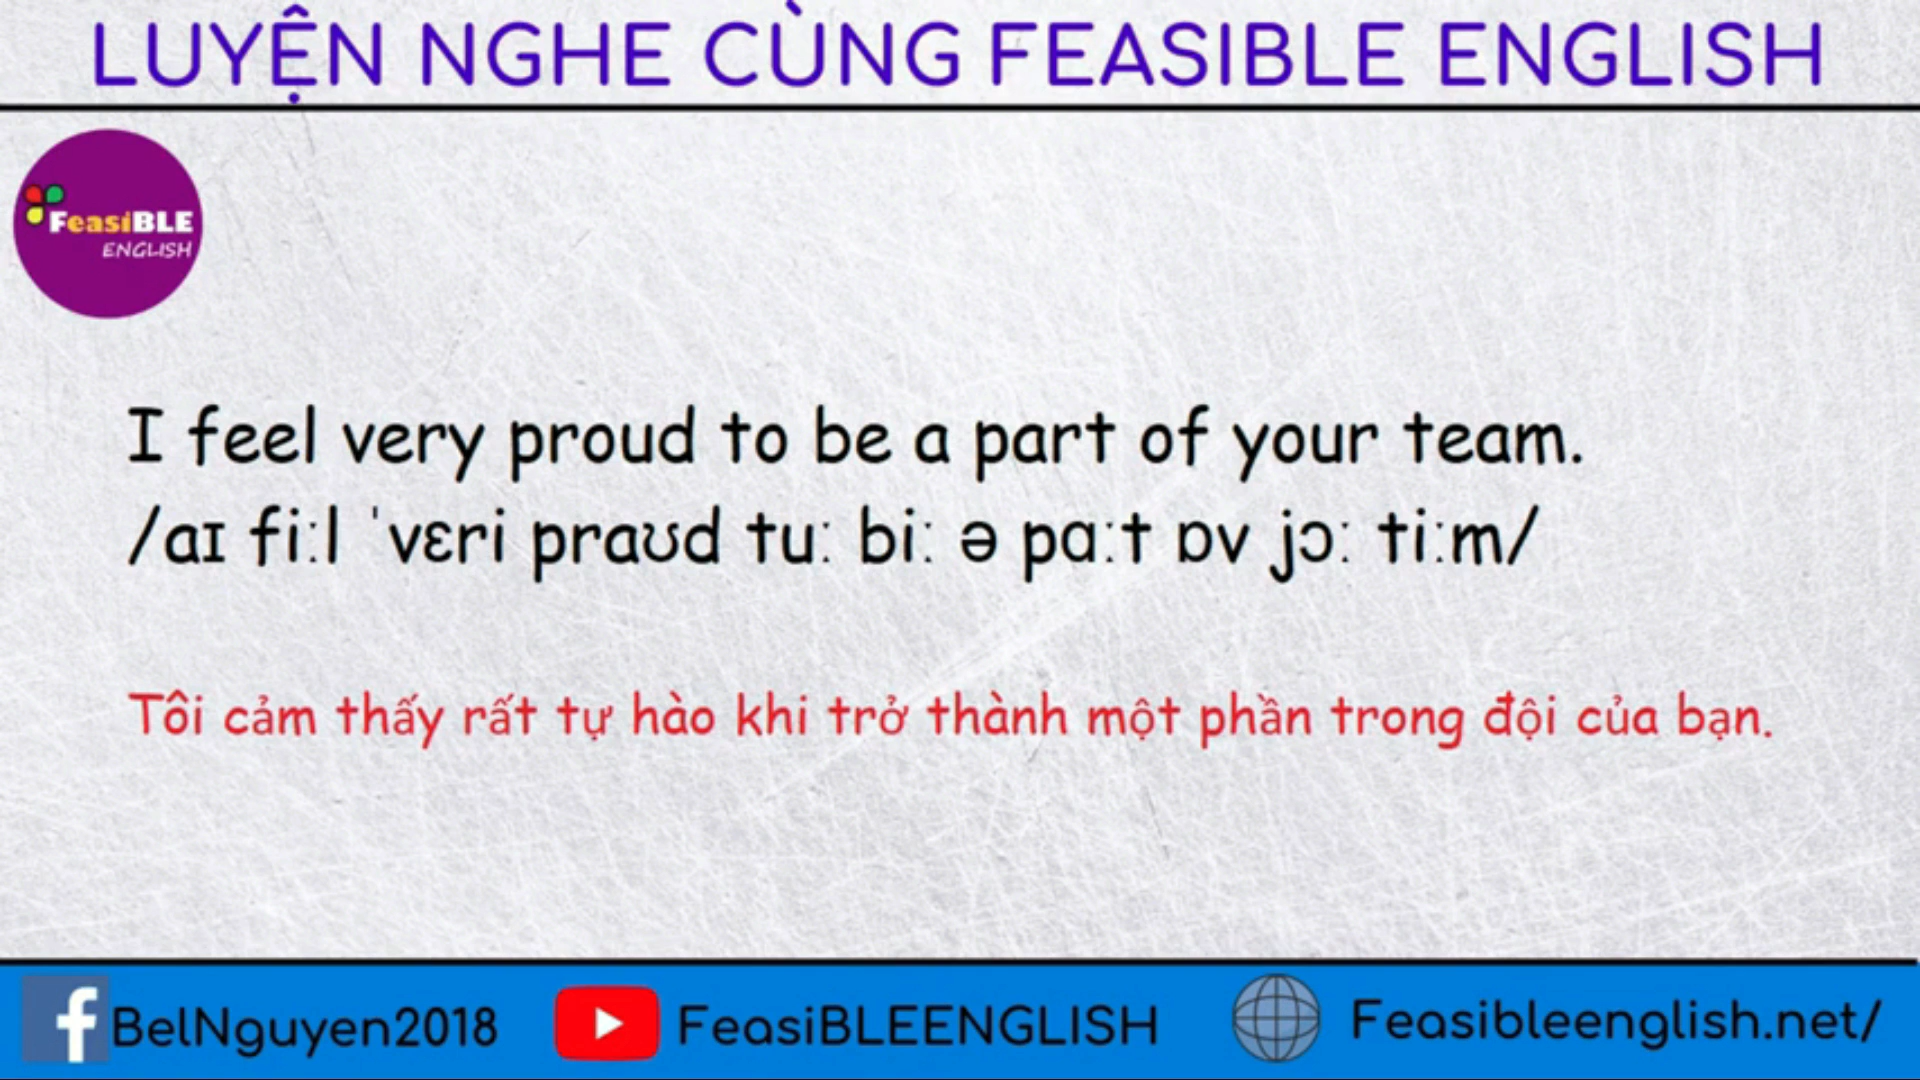 LUYỆN NGHE CÙNG FEASIBLE ENGLISH
FeasiBLE
ENGLISH
I feel very proud to be a part of your team.
/aɪ fiːl ˈvɛri praʊd tuː biː ə pɑːt ɒv jɔː tiːm/
Tôi cảm thấy rất tự hào khi trở thành một phần trong đội của bạn.
f BelNguyen2018 FeasiBLEENGLISH Feasibleenglish.net/